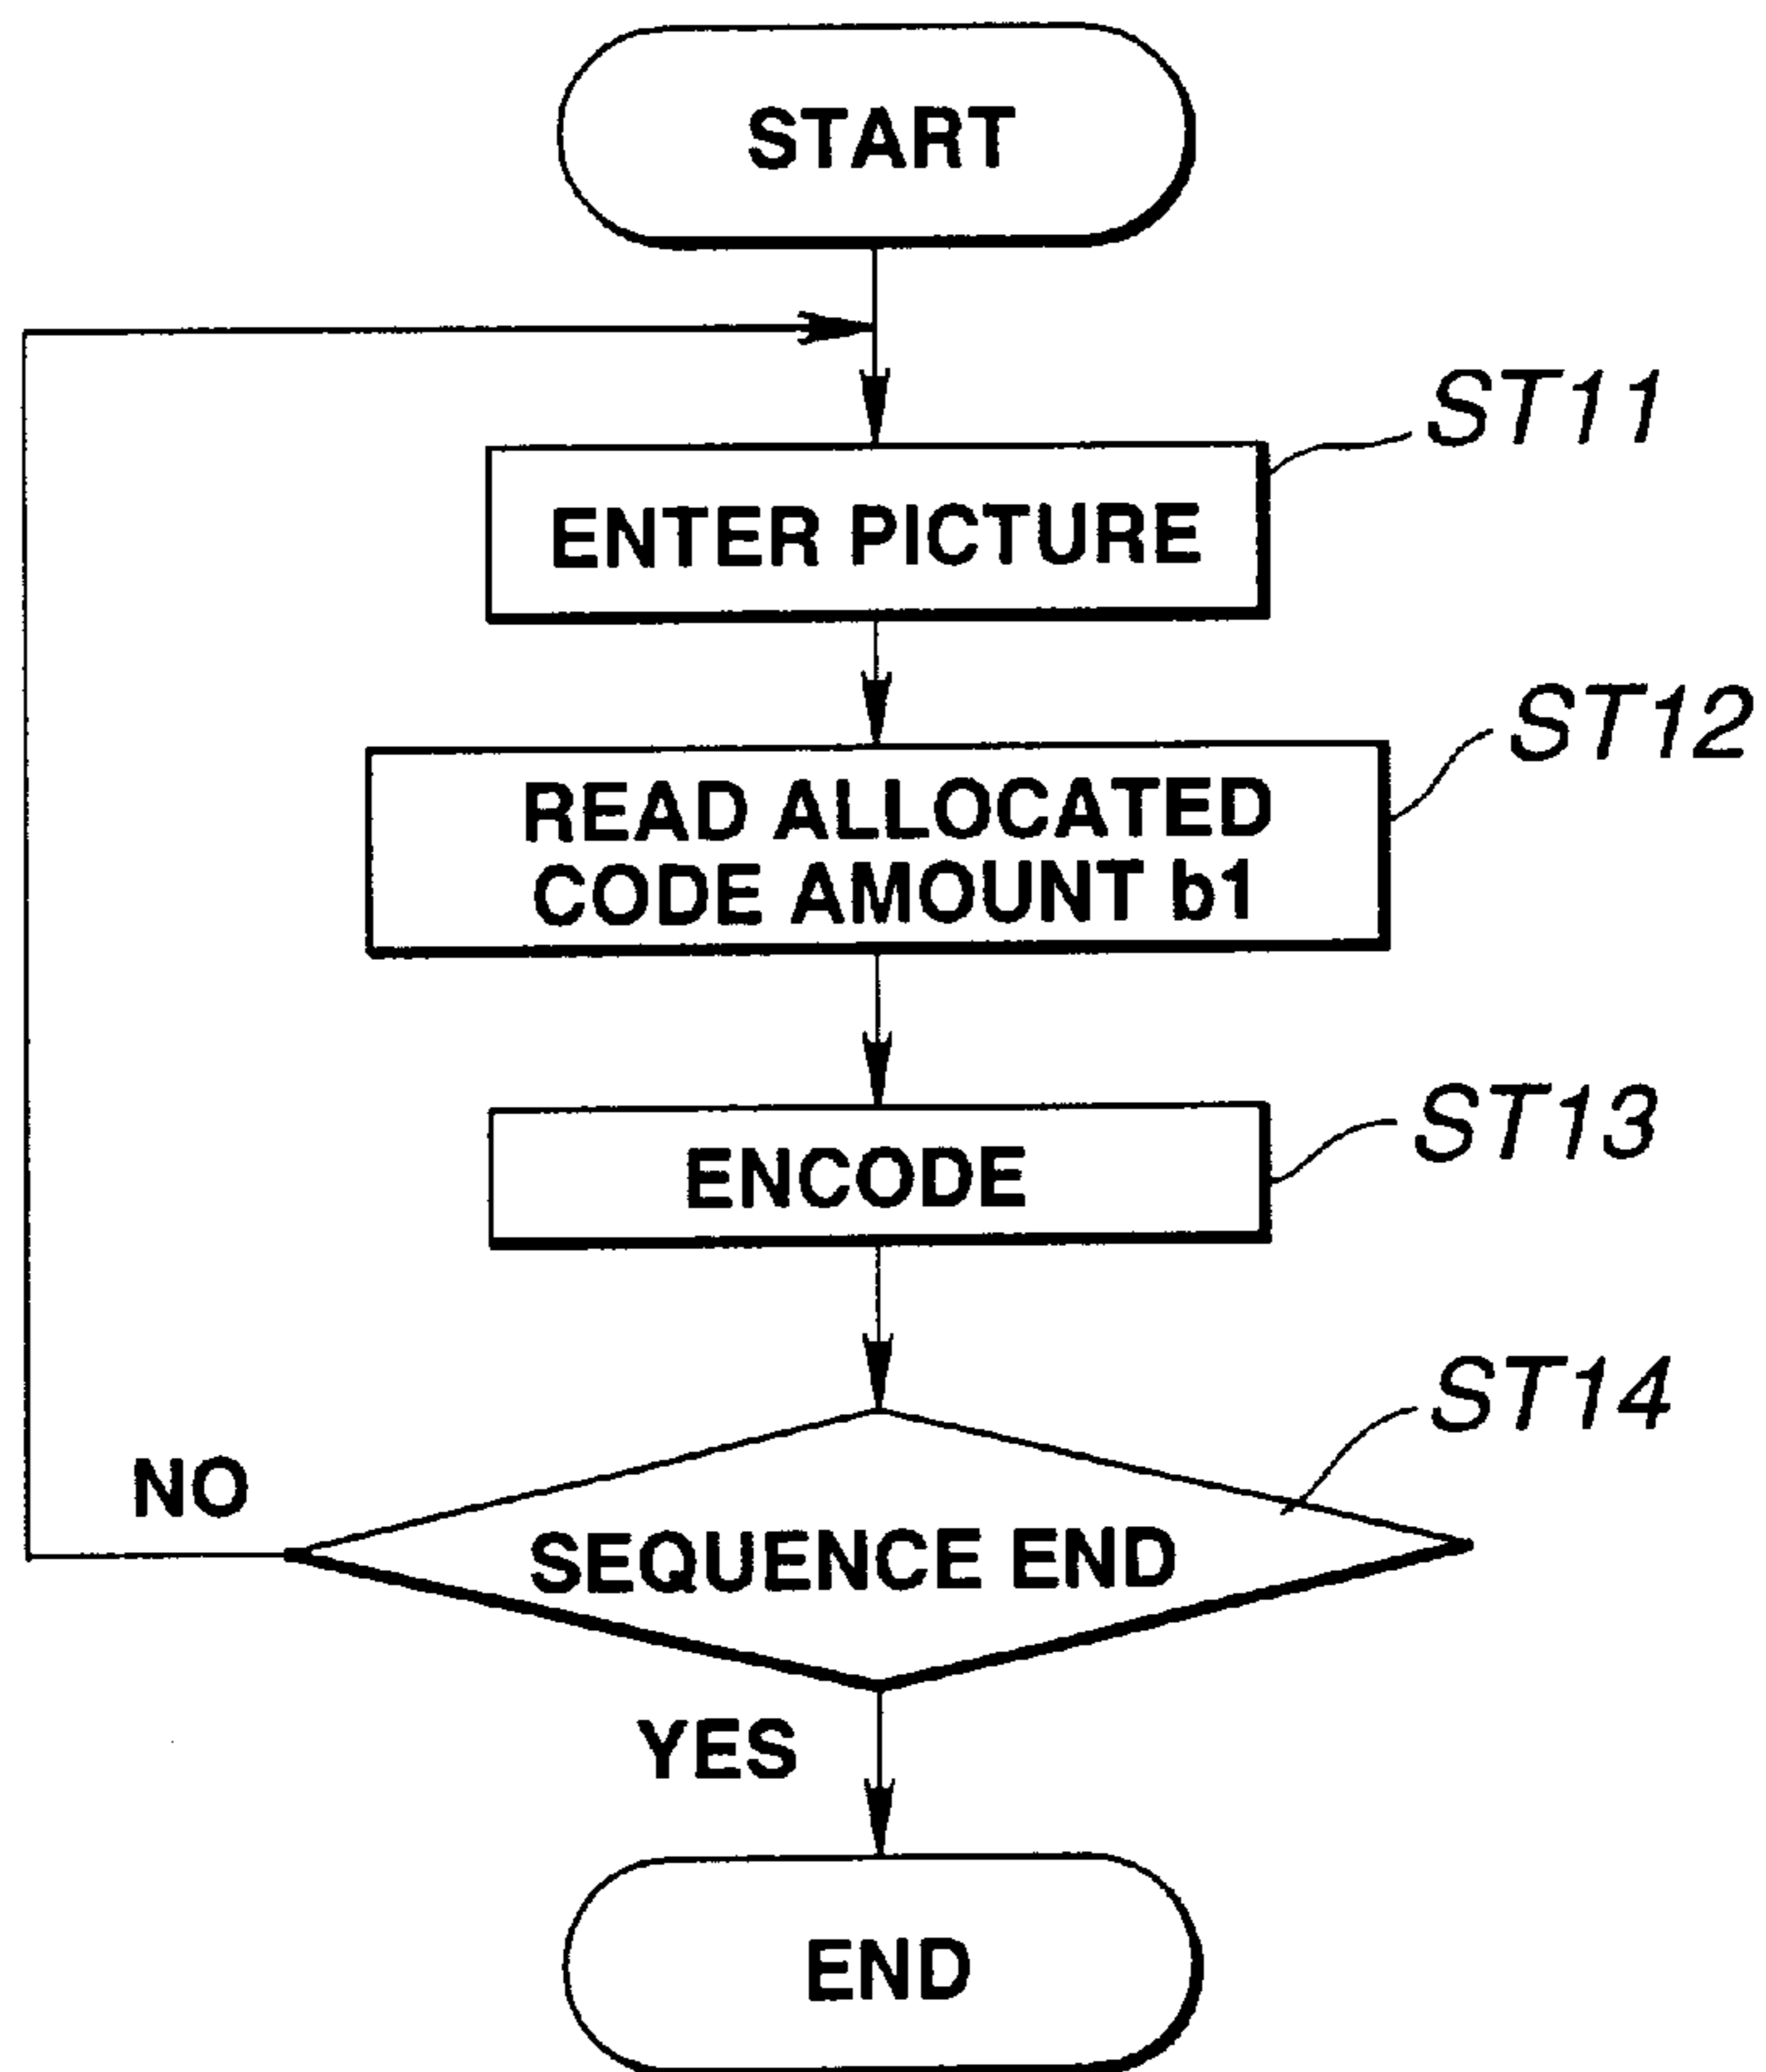 START
ST11
ENTER PICTURE
ST12
READ ALLOCATED
CODE AMOUNT b1
ST13
ENCODE
ST14
NO
SEQUENCE END
YES
END